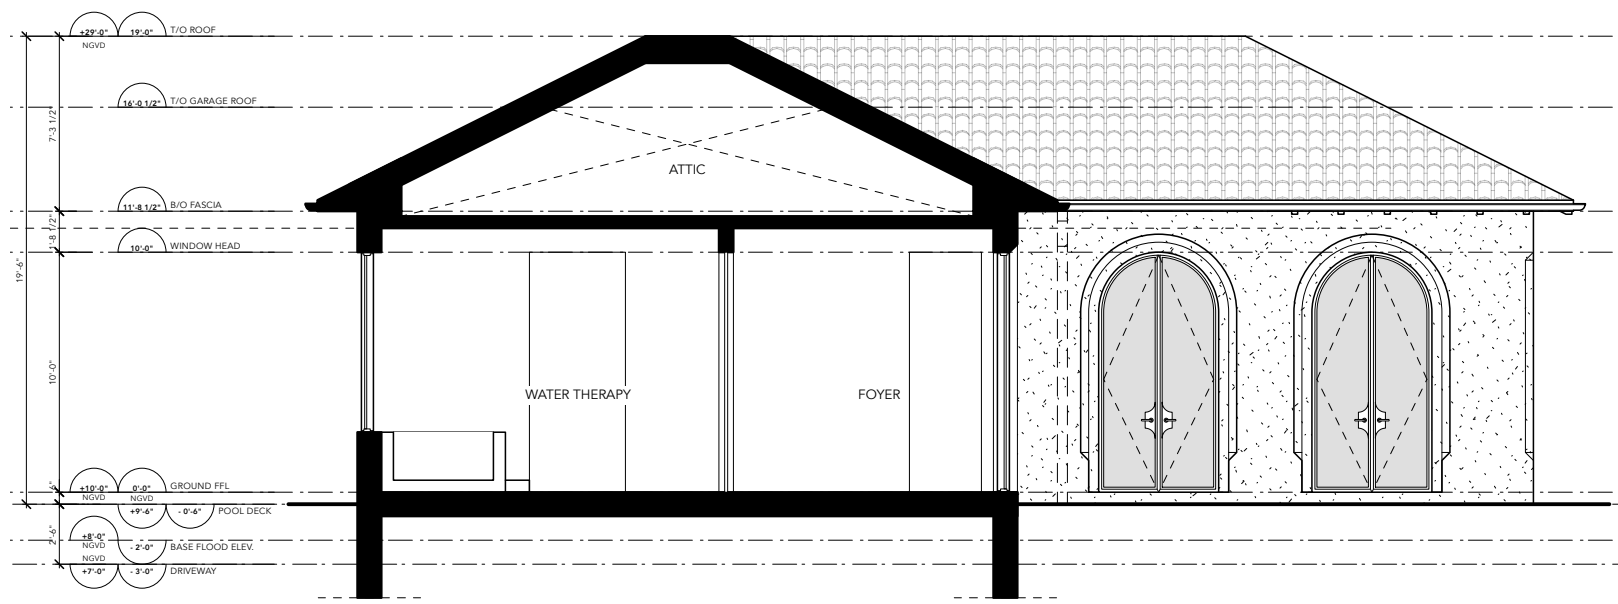 +29'-0" 19'-0" T/O ROOF
NGVD
16'-0 1/2" T/O GARAGE ROOF
7'-3 1/2"
ATTIC
11'-8 1/2" B/O FASCIA
1'-8 1/2"
10'-0" WINDOW HEAD
19'-6"
10'-0"
WATER THERAPY FOYER
6"
+10'-0" 0'-0" GROUND FFL
NGVD NGVD
+9'-6" - 0'-6" POOL DECK
2'-6"
+8'-0" - 2'-0" BASE FLOOD ELEV.
NGVD
NGVD
+7'-0" - 3'-0" DRIVEWAY